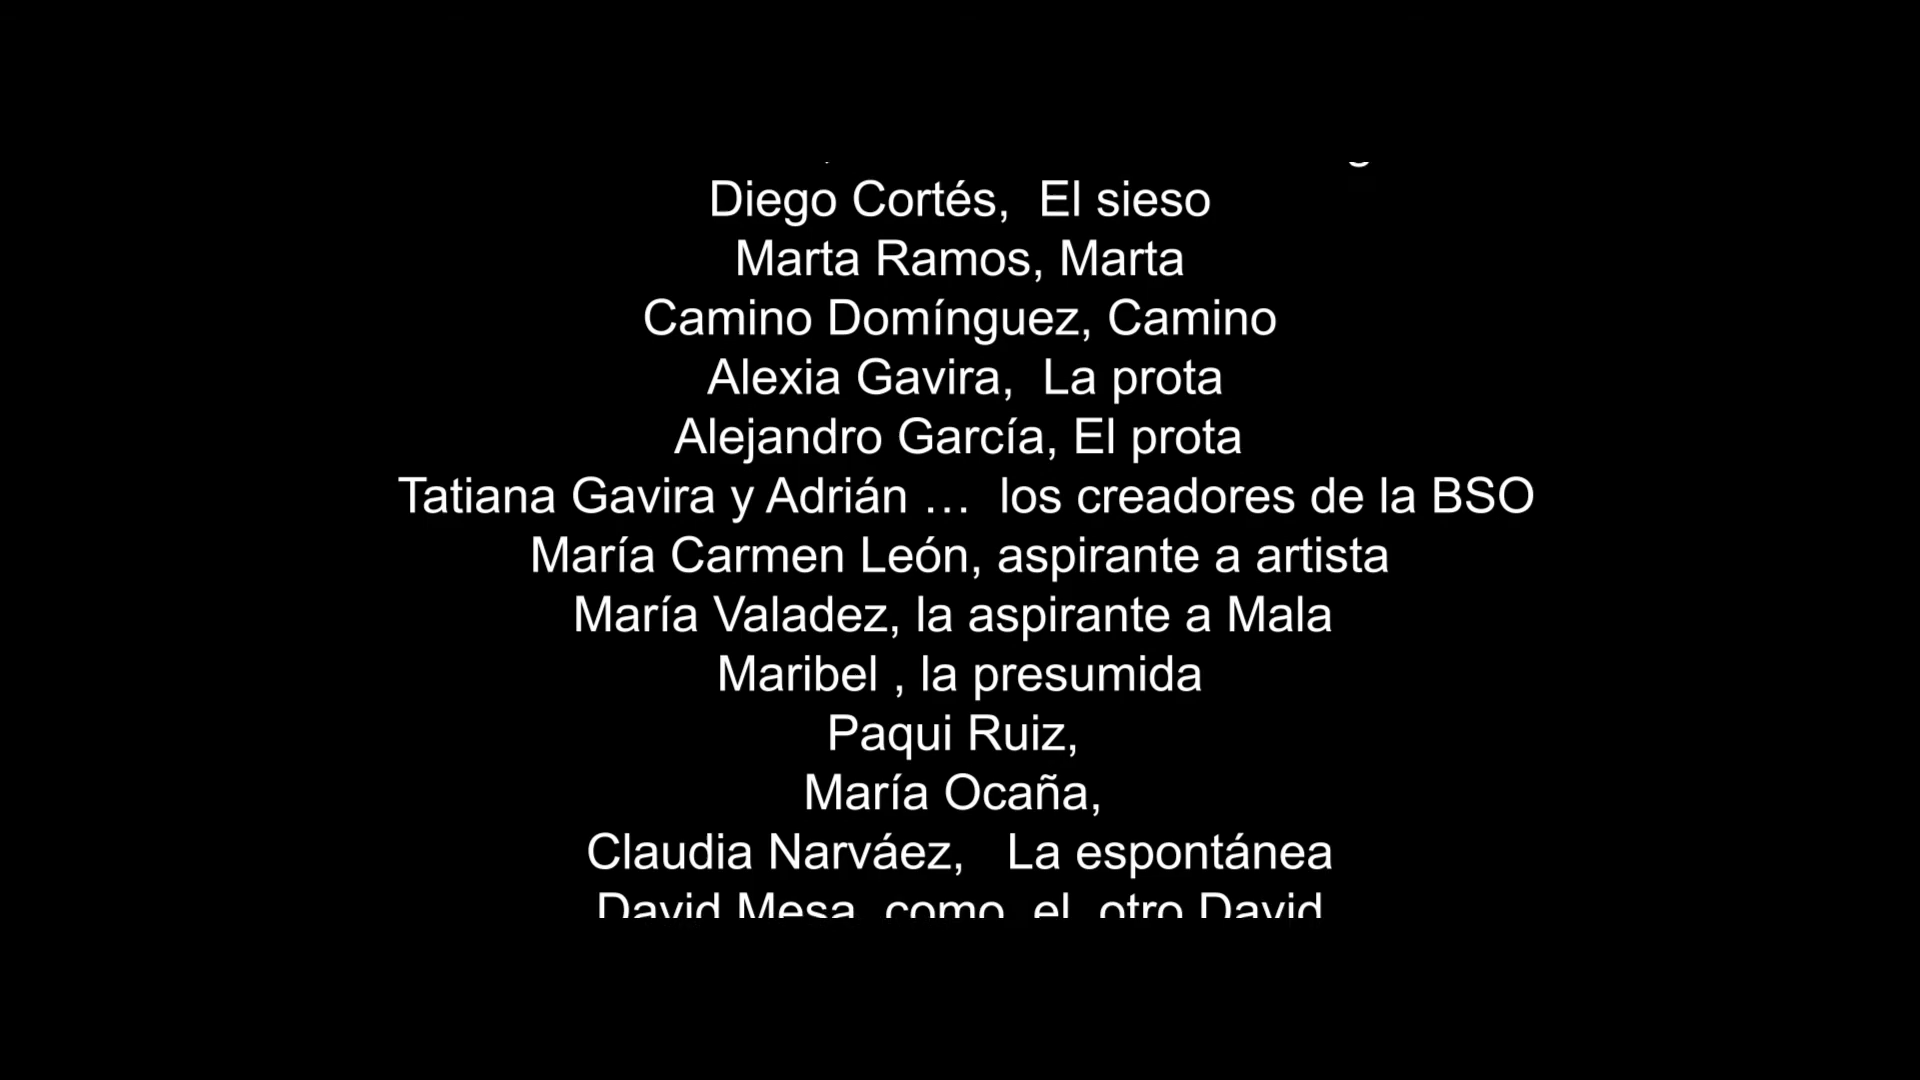 Diego Cortés,  El sieso
Marta Ramos, Marta
Camino Domínguez, Camino
Alexia Gavira,  La prota
Alejandro García, El prota
Tatiana Gavira y Adrián …  los creadores de la BSO
María Carmen León, aspirante a artista
María Valadez, la aspirante a Mala
Maribel , la presumida
Paqui Ruiz,
María Ocaña,
Claudia Narváez,   La espontánea
David Mesa  como  el  otro David